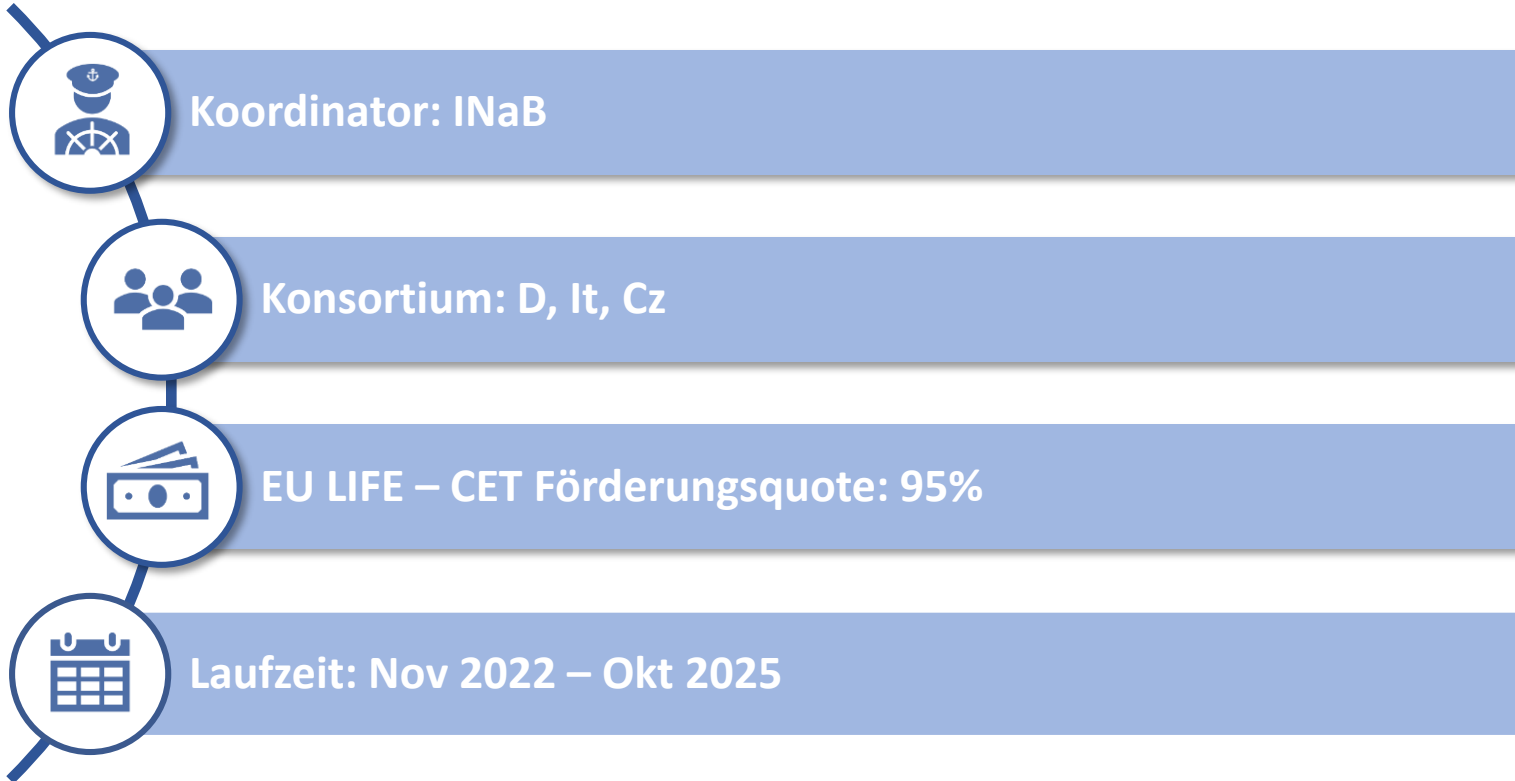 Koordinator: INaB
Konsortium: D, It, Cz
EU LIFE – CET Förderungsquote: 95%
Laufzeit: Nov 2022 – Okt 2025